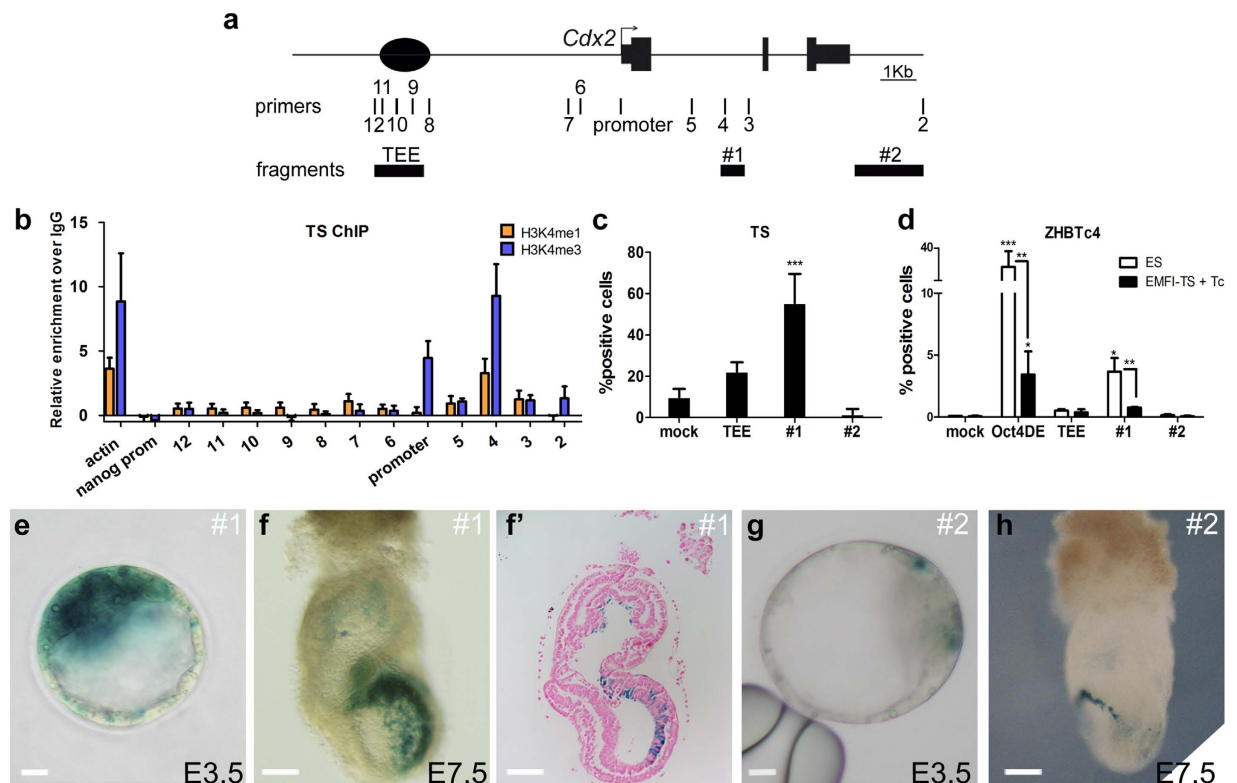 a
Cdx2
1Kb
11 9 6
primers
12 10 8 7 promoter 5 4 3 2
TEE #1 #2
fragments
b
TS ChIP
H3K4me1
H3K4me3
Relative enrichment over IgG
15
10
5
0
actin
nanog prom
12
11
10
9
8
7
6
promoter
5
4
3
2
c
TS
%positive cells
80
60
40
20
0
***
mock TEE #1 #2
d
ZHBTc4
ES
EMFI-TS + Tc
% positive cells
40
10
5
0
***
**
*
*
**
mock Oct4DE TEE #1 #2
e #1
E3.5
f #1
E7.5
f’ #1
g #2
E3.5
h #2
E7.5